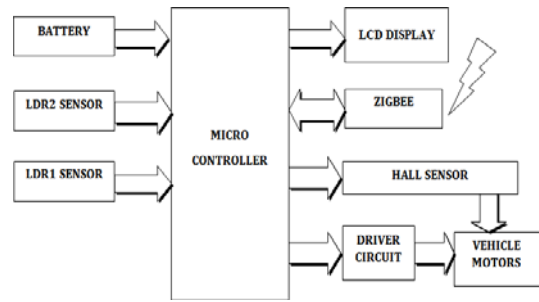 BATTERY
LDR2 SENSOR
LDR1 SENSOR
MICRO
CONTROLLER
LCD DISPLAY
ZIGBEE
HALL SENSOR
DRIVER
CIRCUIT
VEHICLE
MOTORS